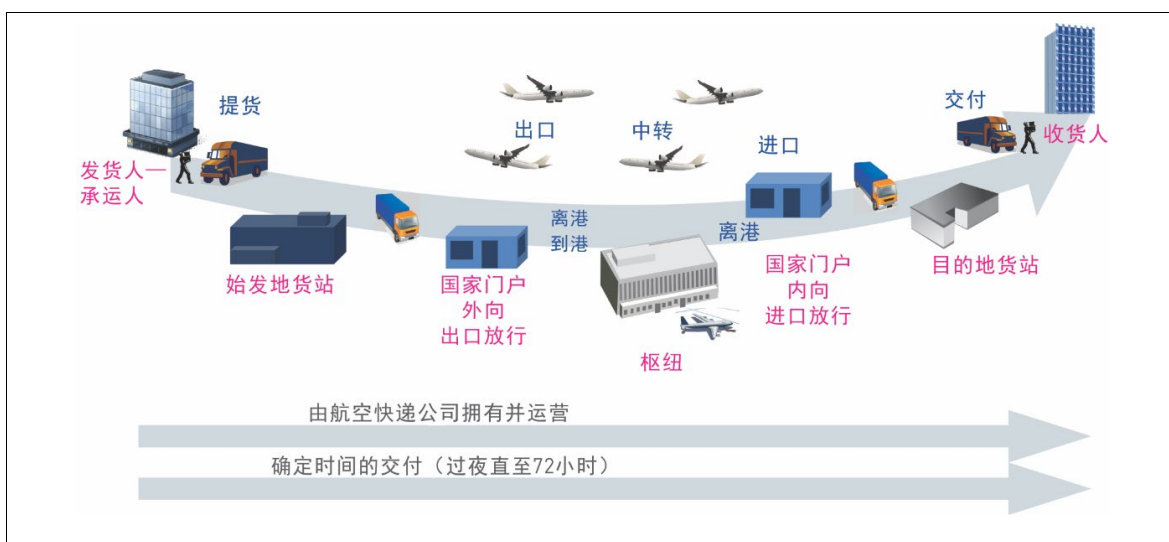 提货
出口
中转
进口
交付
发货人—
承运人
收货人
离港
到港
离港
始发地货站
国家门户
外向
出口放行
枢纽
国家门户
内向
进口放行
目的地货站
由航空快递公司拥有并运营
确定时间的交付（过夜直至72小时）